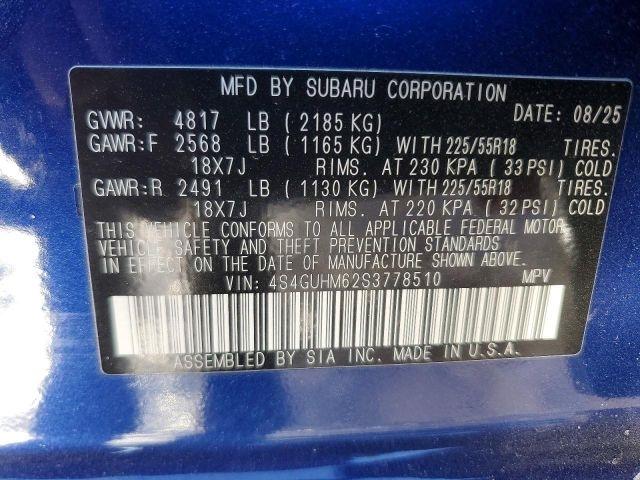 MFD BY SUBARU CORPORATION
DATE: 08/25
GVWR: 4817 LB ( 2185 KG)
GAWR:F 2568 LB ( 1165 KG) WITH 225/55R18 TIRES.
18X7J RIMS. AT 230 KPA ( 33 PSI) COLD
GAWR:R 2491 LB ( 1130 KG) WITH 225/55R18 TIRES.
18X7J RIMS. AT 220 KPA ( 32 PSI) COLD
THIS VEHICLE CONFORMS TO ALL APPLICABLE FEDERAL MOTOR
VEHICLE SAFETY AND THEFT PREVENTION STANDARDS
IN EFFECT ON THE DATE OF MANUFACTURE SHOWN ABOVE.
VIN: 4S4GUHM62S3778510 MPV
ASSEMBLED BY SIA INC. MADE IN U.S.A.